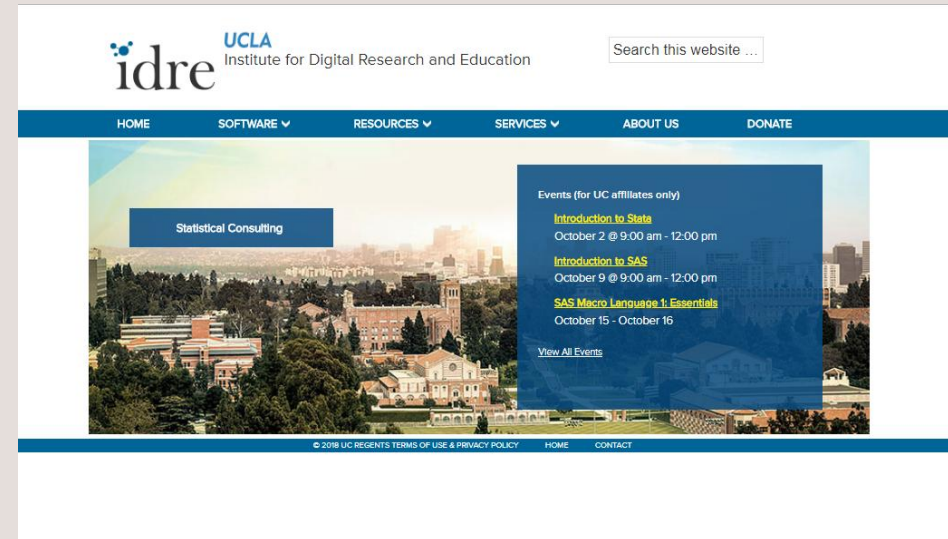 UCLA
idre
Institute for Digital Research and Education
Search this website ...
HOME SOFTWARE RESOURCES SERVICES ABOUT US DONATE
Statistical Consulting
Events (for UC affiliates only)
Introduction to Stata
October 2 @ 9:00 am - 12:00 pm
Introduction to SAS
October 9 @ 9:00 am - 12:00 pm
SAS Macro Language 1: Essentials
October 15 - October 16
View All Events
© 2018 UC REGENTS TERMS OF USE & PRIVACY POLICY HOME CONTACT